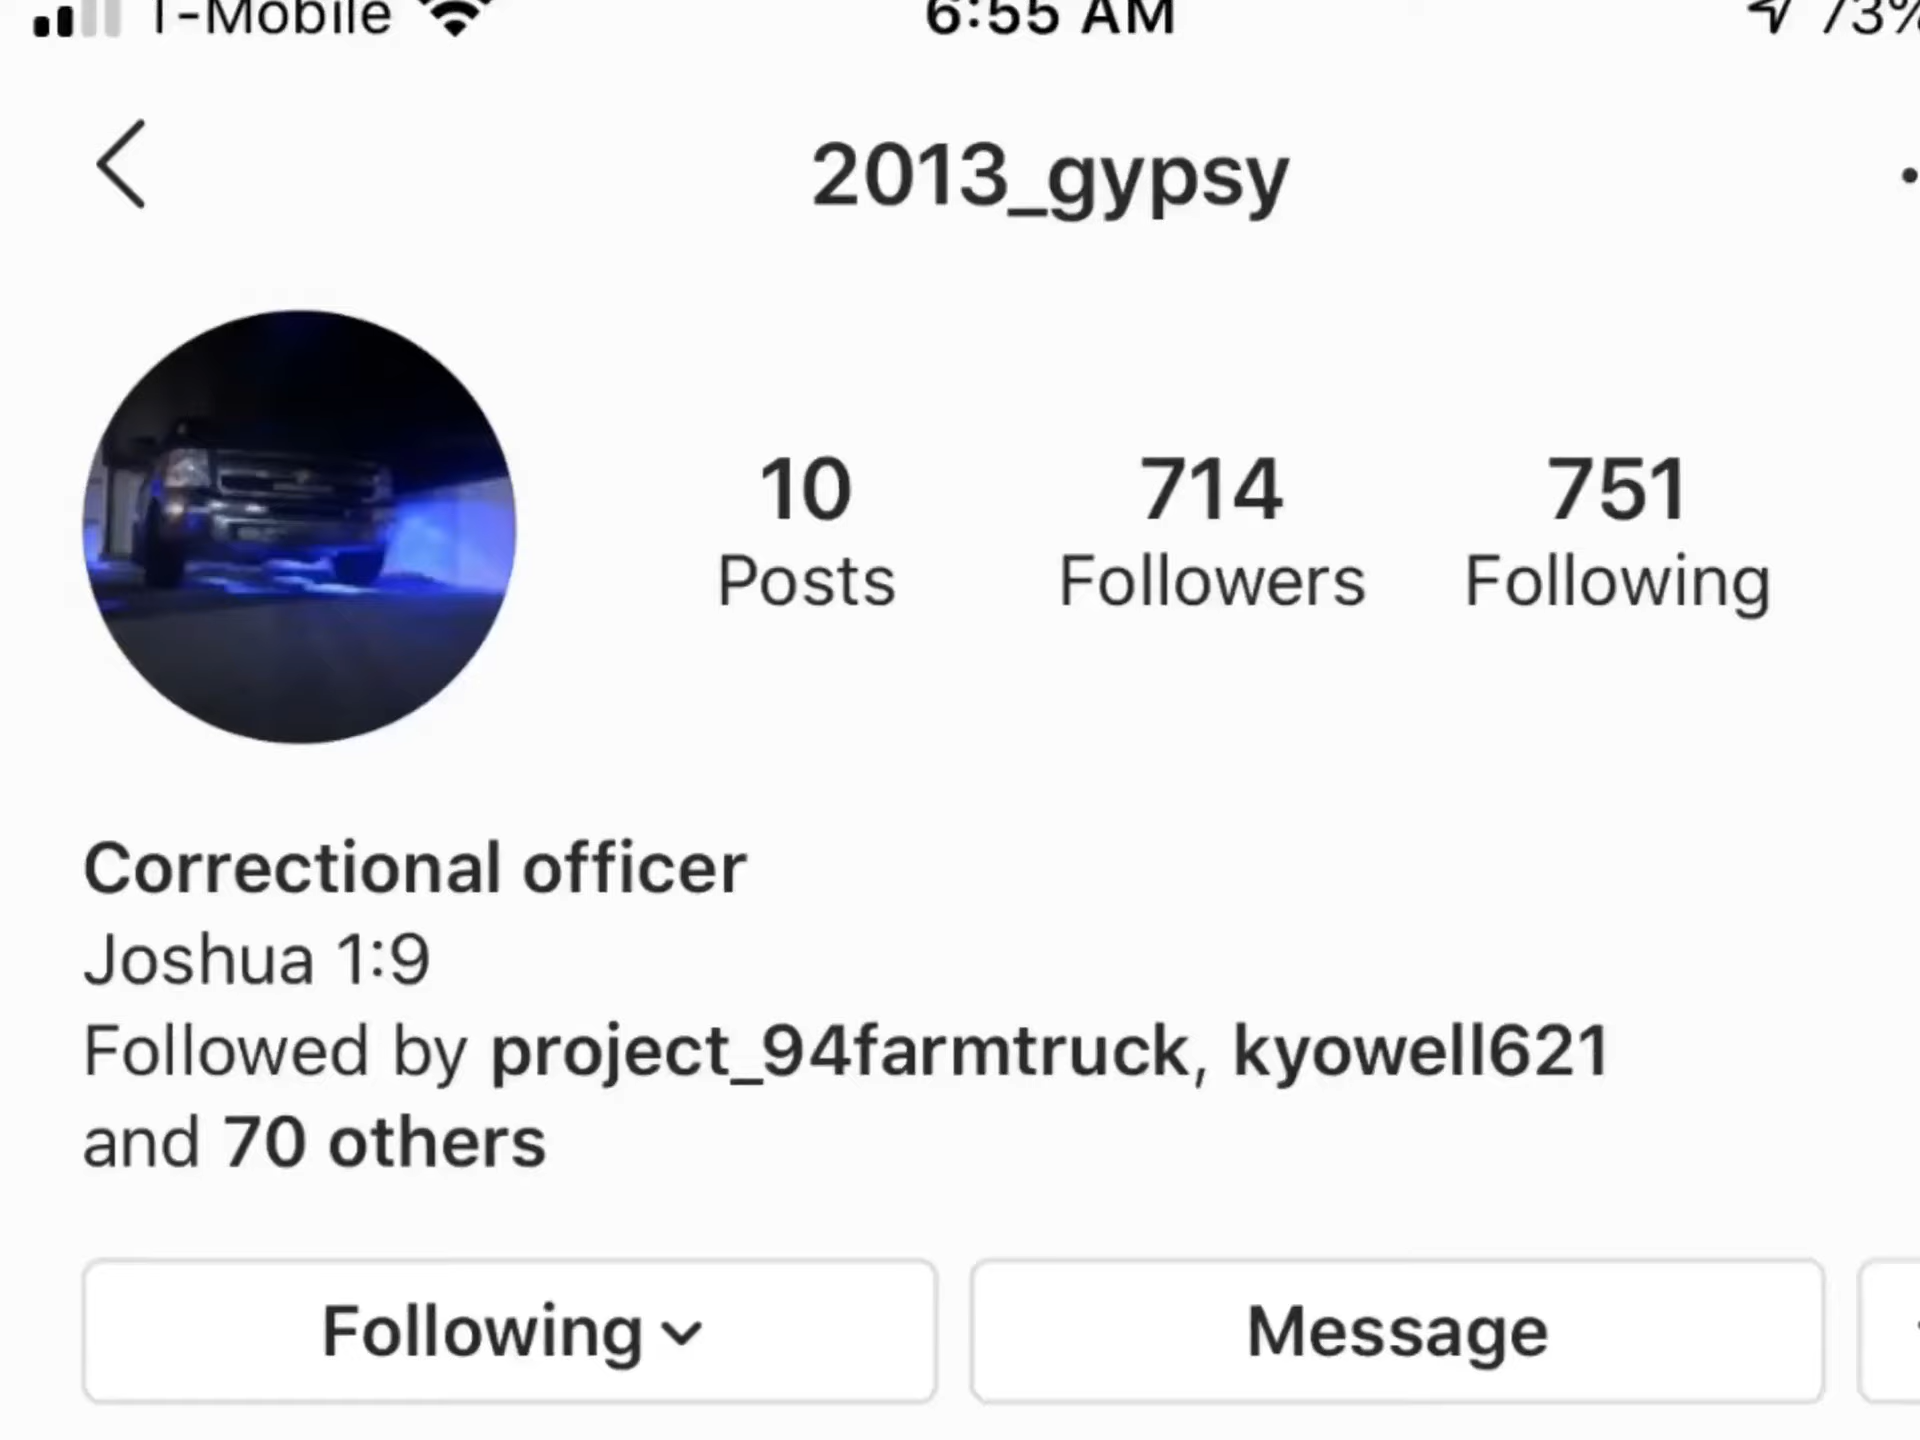 T-Mobile 6:55 AM 73%
2013_gypsy
10 714 751
Posts Followers Following
Correctional officer
Joshua 1:9
Followed by project_94farmtruck, kyowell621
and 70 others
Following Message